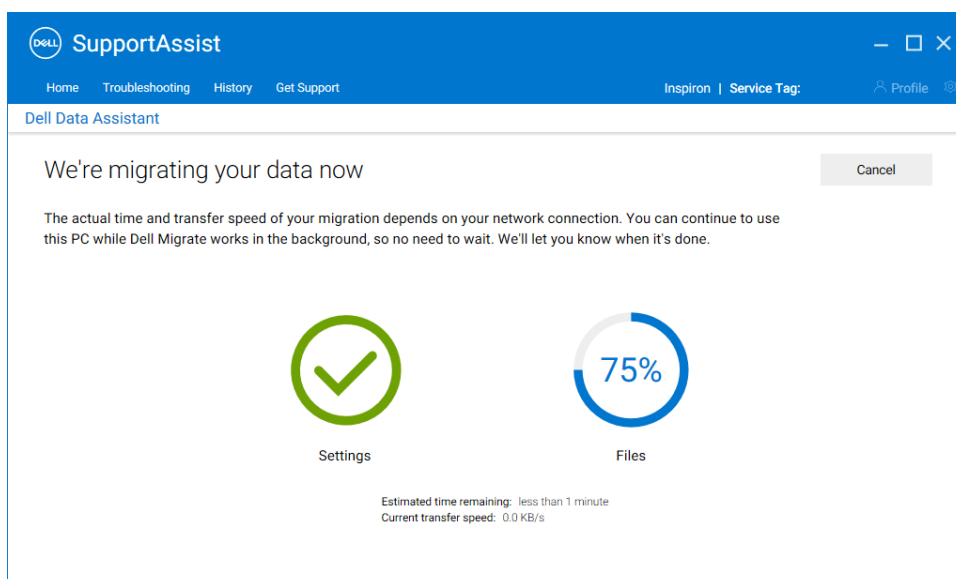 DELL SupportAssist
Home Troubleshooting History Get Support Inspiron | Service Tag: Profile
Dell Data Assistant
We're migrating your data now
Cancel
The actual time and transfer speed of your migration depends on your network connection. You can continue to use
this PC while Dell Migrate works in the background, so no need to wait. We'll let you know when it's done.
75%
Settings Files
Estimated time remaining: less than 1 minute
Current transfer speed: 0.0 KB/s